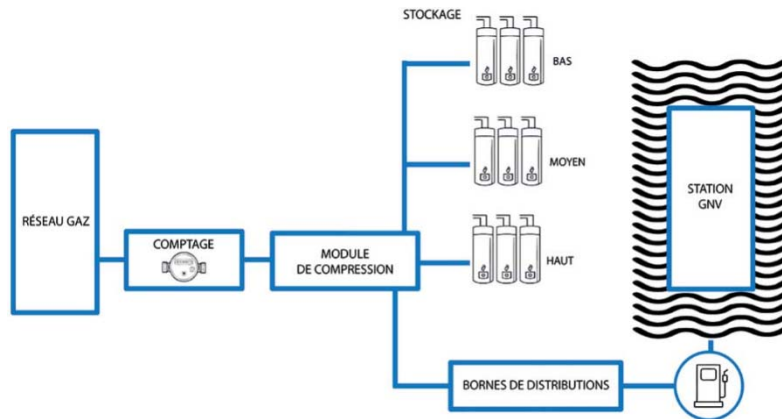 STOCKAGE
BAS
MOYEN
HAUT
RÉSEAU GAZ
COMPTAGE
MODULE
DE COMPRESSION
BORNES DE DISTRIBUTIONS
STATION
GNV